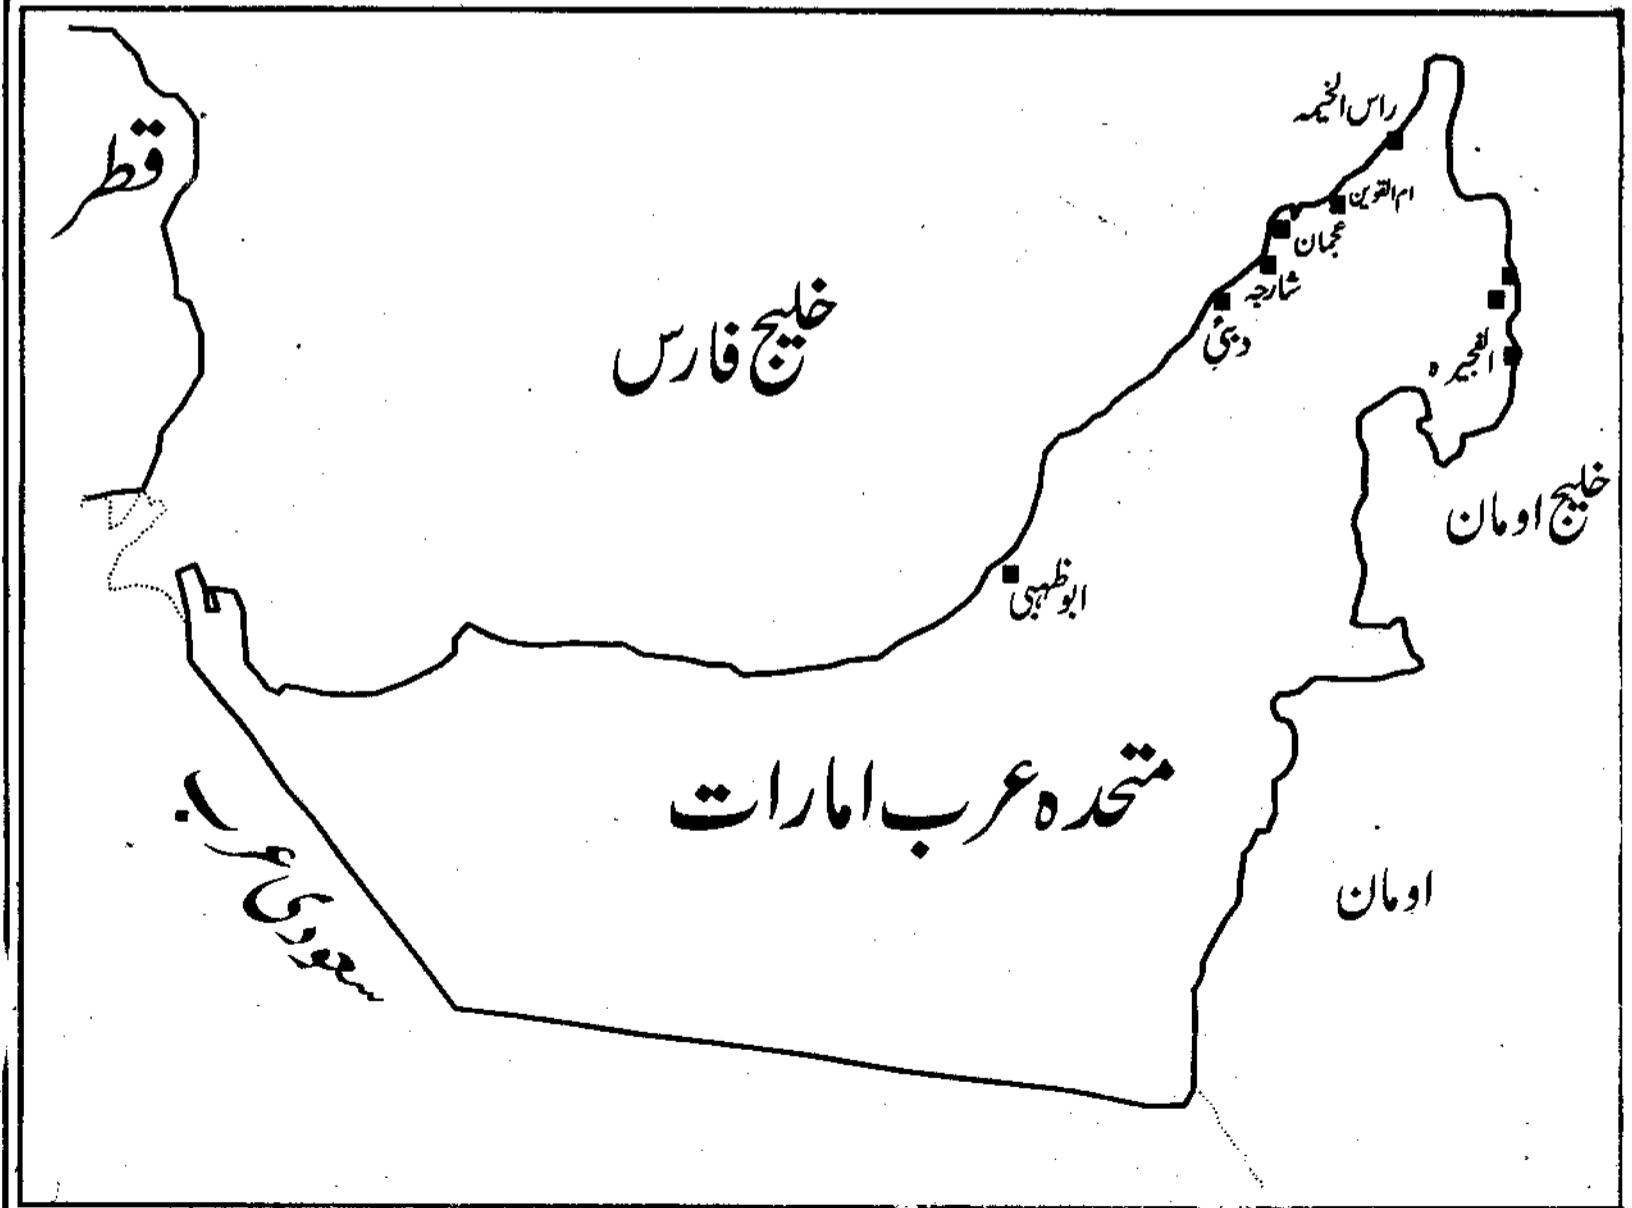 قطر
راس الخیمہ
ام القوین
عجمان
شارجہ
دبئی
الفجیرہ
خلیج فارس
خلیج اومان
ابوظہبی
متحدہ عرب امارات
سعودی عرب
اومان